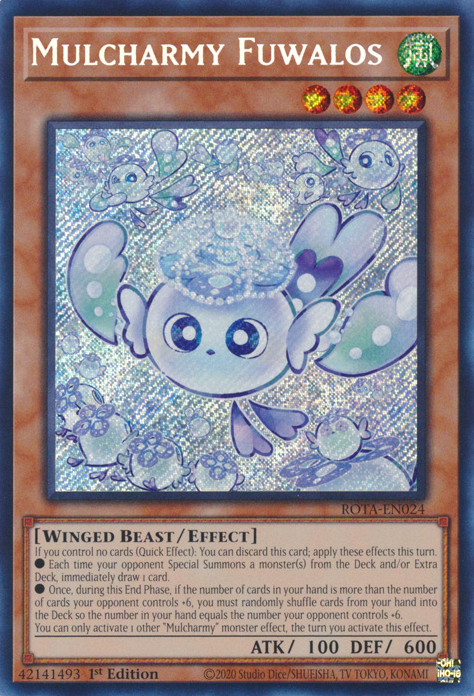 MULCHARMY FUWALOS
ROTA-EN024
[WINGED BEAST/EFFECT]
If you control no cards (Quick Effect): You can discard this card; apply these effects this turn.
● Each time your opponent Special Summons a monster(s) from the Deck and/or Extra
Deck, immediately draw 1 card.
● Once, during this End Phase, if the number of cards in your hand is more than the
number of cards your opponent controls +6, you must randomly shuffle cards from your hand into
the Deck so the number in your hand equals the number your opponent controls +6.
You can only activate 1 other "Mulcharmy" monster effect, the turn you activate this effect.
ATK/ 100 DEF/ 600
42141493 1st Edition ©2020 Studio Dice/SHUEISHA, TV TOKYO, KONAMI